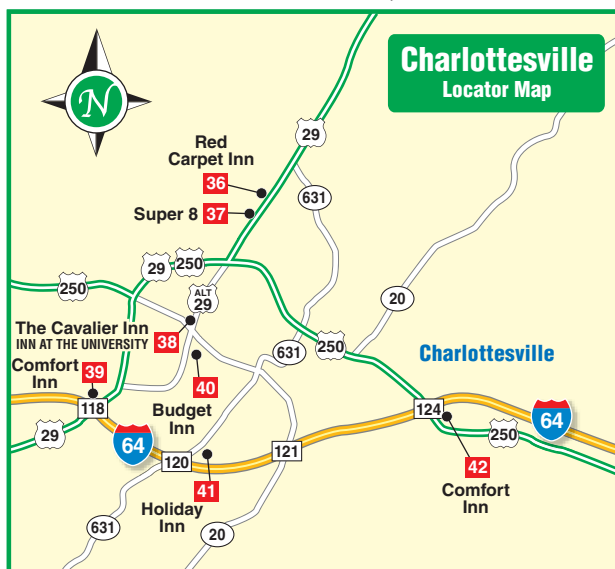 Charlottesville
Locator Map
N
29
Red
Carpet Inn
36
631
Super 8 37
29 250
250
ALT
29
20
The Cavalier Inn
INN AT THE UNIVERSITY
38
631
250
Charlottesville
Comfort
Inn
39
40
Budget
Inn
118
124
64
64
29
250
121
120
41
Holiday
Inn
42
Comfort
Inn
631
20